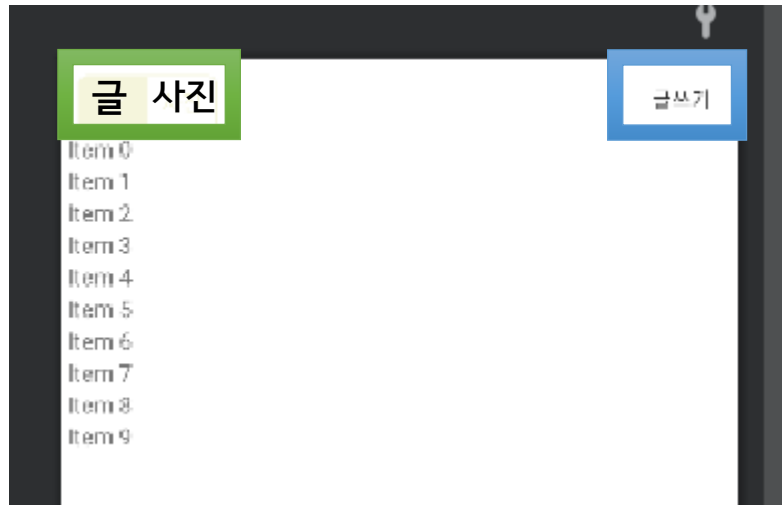 글 사진 글쓰기
Item 0
Item 1
Item 2
Item 3
Item 4
Item 5
Item 6
Item 7
Item 8
Item 9